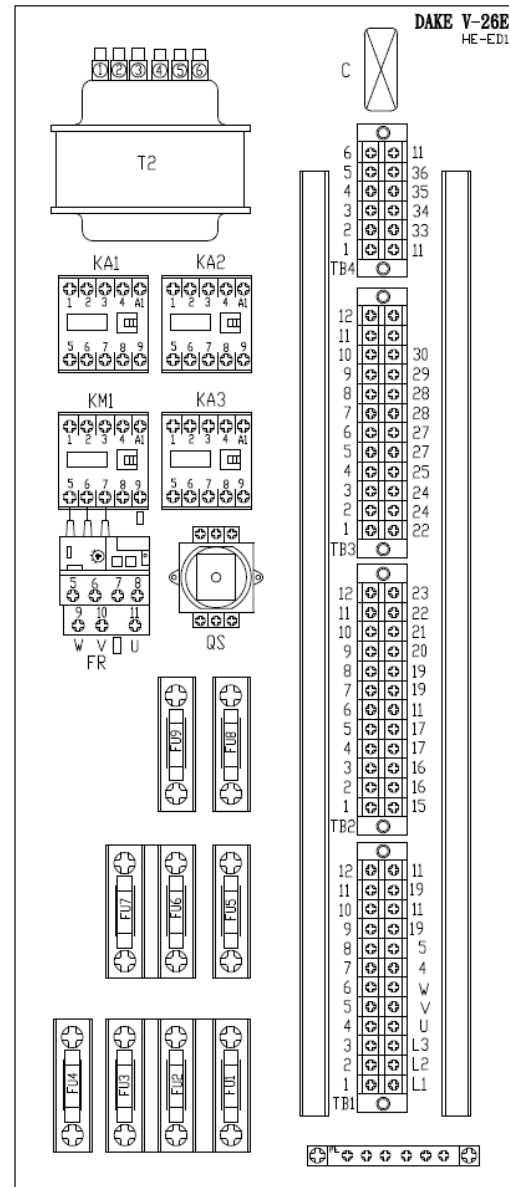 DAKE V-26E
HE-ED1
C
1 2 3 4 5 6
T2
KA1 KA2
1 2 3 4 A1
1 2 3 4 A1
5 6 7 8 9
5 6 7 8 9
KM1 KA3
1 2 3 4 A1
1 2 3 4 A1
5 6 7 8 9
5 6 7 8 9
5 6 7 8
9 10 11
W V U
FR
QS
FU9 FU8
FU7 FU6 FU5
FU4 FU3 FU2 FU1
6 11
5 36
4 35
3 34
2 33
1 11
TB4
12
11
10 30
9 29
8 28
7 28
6 27
5 27
4 25
3 24
2 24
1 22
TB3
12 23
11 22
10 21
9 20
8 19
7 19
6 11
5 17
4 17
3 16
2 16
1 15
TB2
12 11
11 19
10 11
9 19
8 5
7 4
6 W
5 V
4 U
3 L3
2 L2
1 L1
TB1
PE